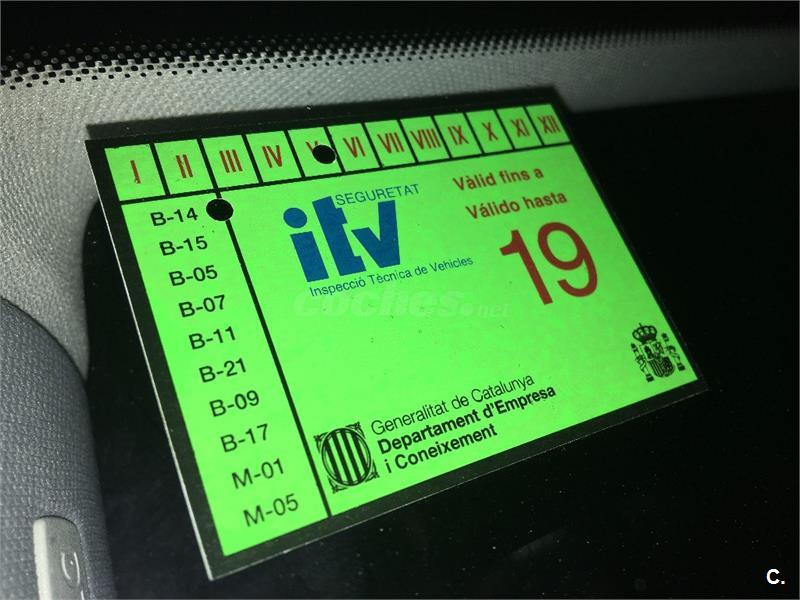 I II III IV V VI VII VIII IX X XI XII
B-14
B-15
B-05
B-07
B-11
B-21
B-09
B-17
M-01
M-05
SEGURETAT
itv
Inspecció Tècnica de Vehicles
Vàlid fins a
Válido hasta
19
coches.net
Generalitat de Catalunya
Departament d'Empresa
i Coneixement
C.